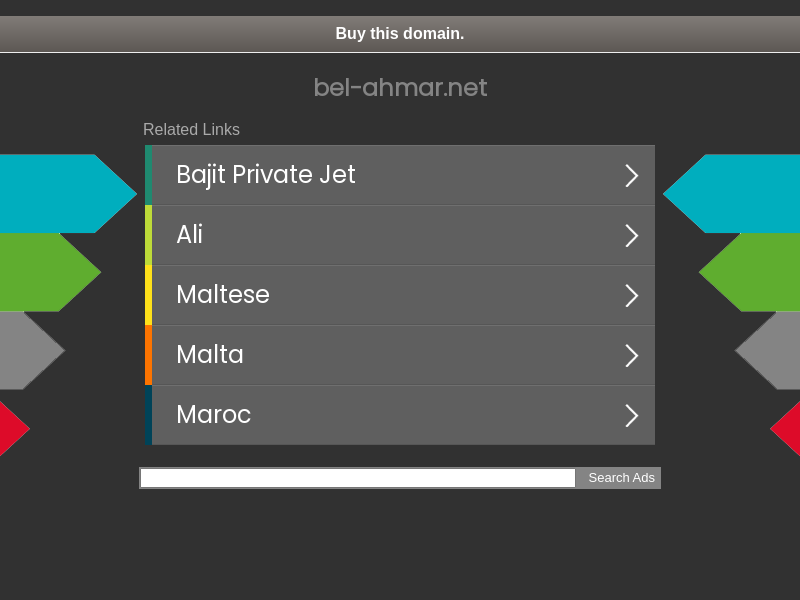 Buy this domain.
bel-ahmar.net
Related Links
Bajit Private Jet
Ali
Maltese
Malta
Maroc
Search Ads